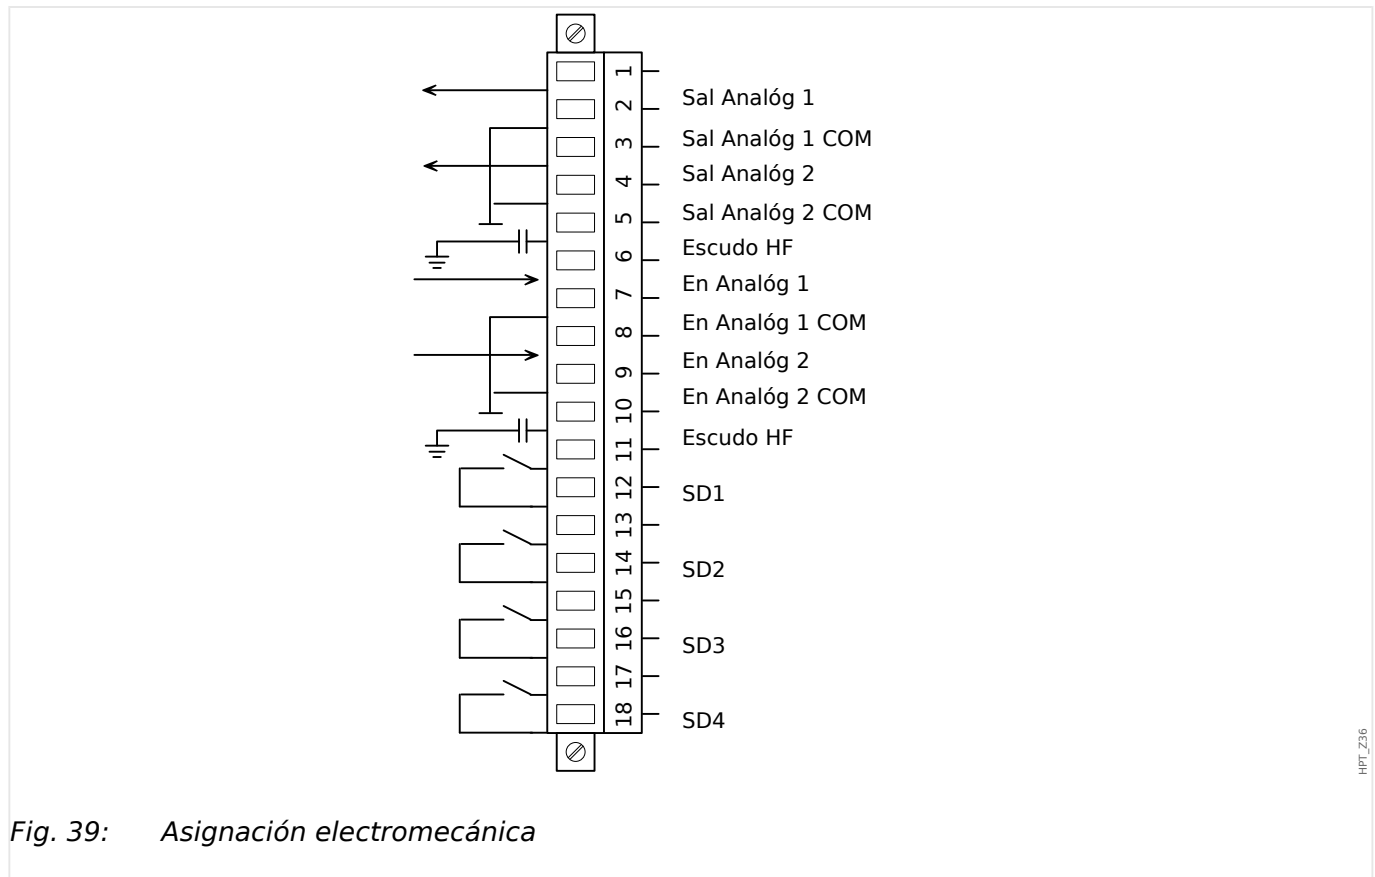 1
2
Sal Analóg 1
3
Sal Analóg 1 COM
4
Sal Analóg 2
5
Sal Analóg 2 COM
6
Escudo HF
7
En Analóg 1
8
En Analóg 1 COM
9
En Analóg 2
10
En Analóg 2 COM
11
Escudo HF
12
SD1
13
14
SD2
15
16
SD3
17
18
SD4
HPT_Z36
Fig. 39: Asignación electromecánica